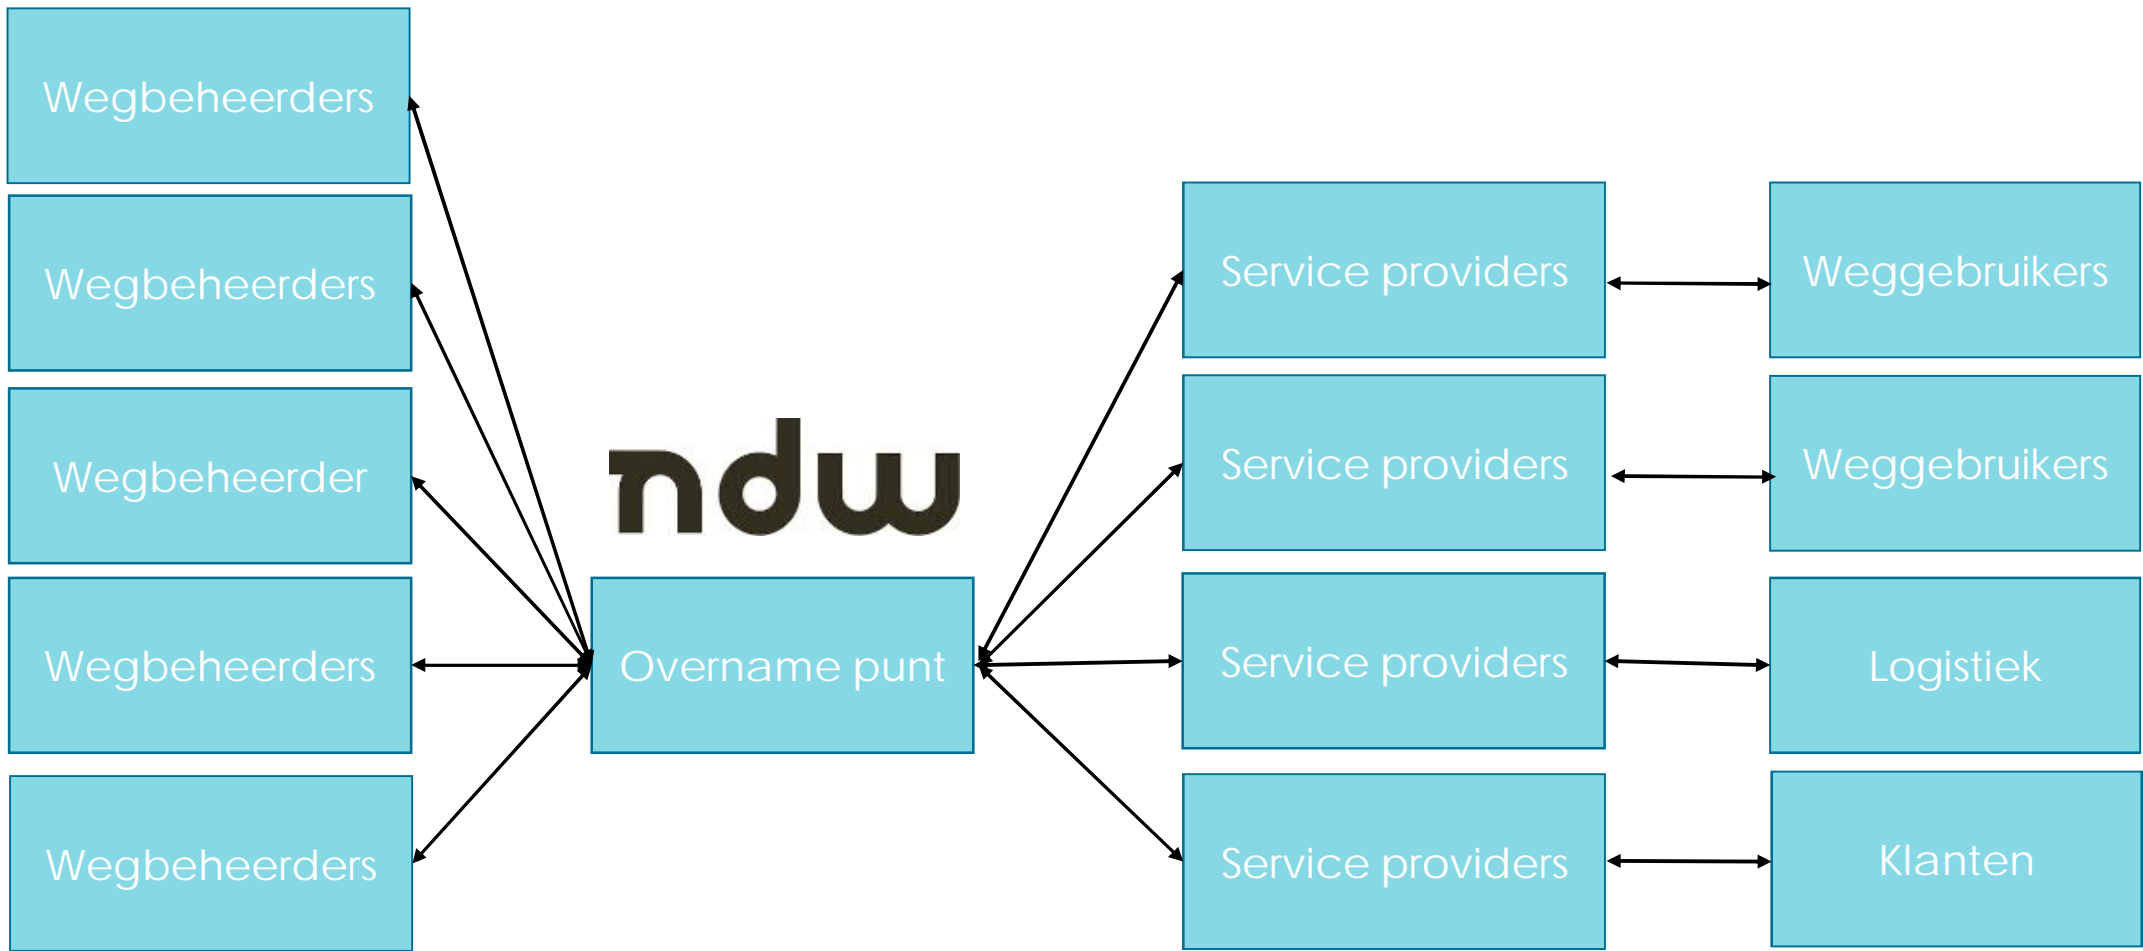 Wegbeheerders
Wegbeheerders
Wegbeheerder
Wegbeheerders
Wegbeheerders
ndw
Overname punt
Service providers
Service providers
Service providers
Service providers
Weggebruikers
Weggebruikers
Logistiek
Klanten